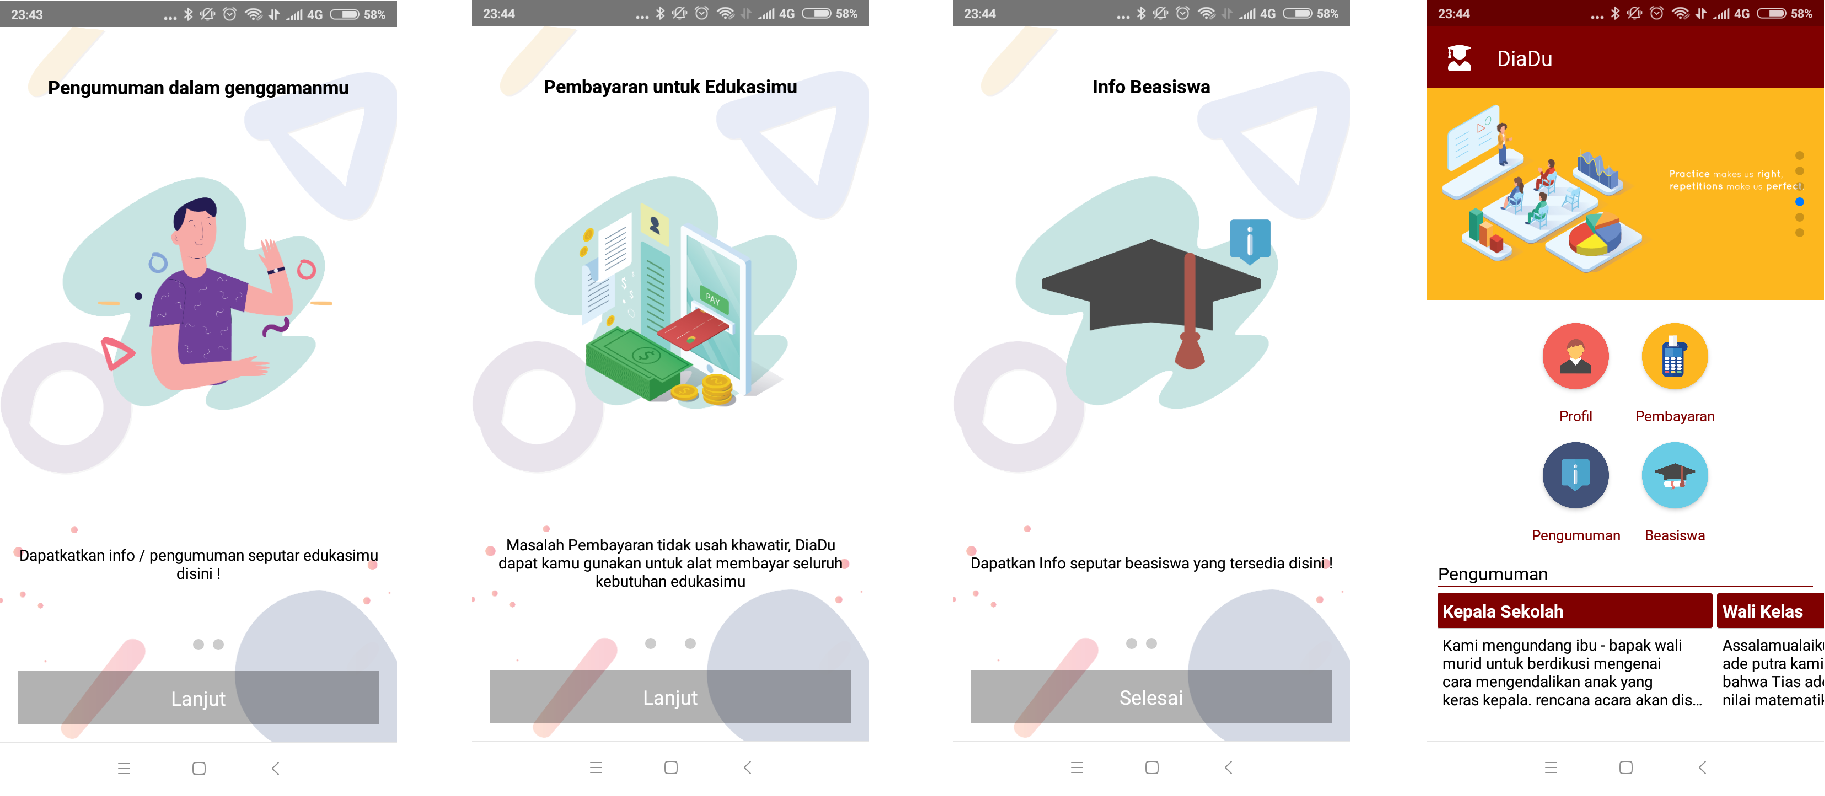 23:43
4G
58%
Pengumuman dalam genggamanmu
Dapatkatkan info / pengumuman seputar edukasimu
disini !
Lanjut
23:44
4G
58%
Pembayaran untuk Edukasimu
PAY
Masalah Pembayaran tidak usah khawatir, DiaDu
dapat kamu gunakan untuk alat membayar seluruh
kebutuhan edukasimu
Lanjut
23:44
4G
58%
Info Beasiswa
Dapatkan Info seputar beasiswa yang tersedia disini !
Selesai
23:44
4G
58%
DiaDu
Practice makes us right,
repetitions make us perfect
Profil
Pembayaran
Pengumuman
Beasiswa
Pengumuman
Kepala Sekolah
Kami mengundang ibu - bapak wali
murid untuk berdikusi mengenai
cara mengendalikan anak yang
keras kepala. rencana acara akan dis...
Wali Kelas
Assalamualaiku
ade putra kami
bahwa Tias ade
nilai matematik